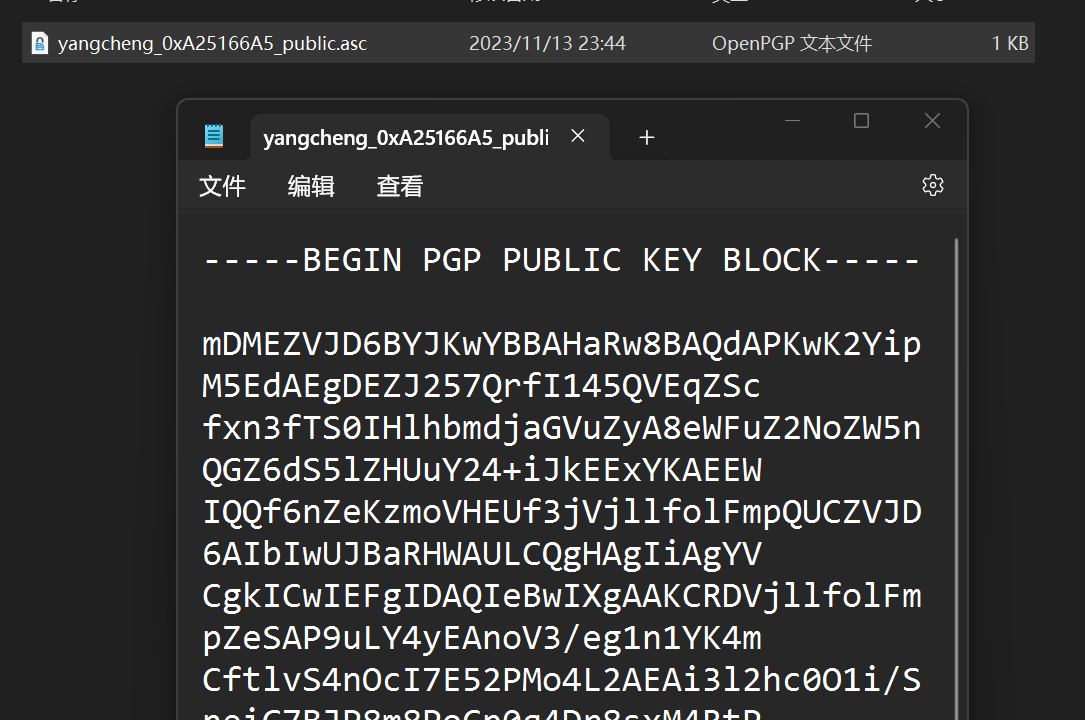 yangcheng_0xA25166A5_public.asc 2023/11/13 23:44 OpenPGP 文本文件 1 KB
yangcheng_0xA25166A5_publi
文件 编辑 查看
-----BEGIN PGP PUBLIC KEY BLOCK-----
mDMEZVJD6BYJKwYBBAHaRw8BAQdAPKwK2Yip
M5EdAEgDEZJ257QrfI145QVEqZSc
fxn3fTS0IHlhbmdjaGVuZyA8eWFuZ2NoZW5n
QGZ6dS5lZHUuY24+iJkEExYKAEEW
IQQf6nZeKzmoVHEUf3jVjllfolFmpQUCZVJD
6AIbIwUJBaRHWAULCQgHAgIiAgYV
CgkICwIEFgIDAQIeBwIXgAAKCRDVjllfolFm
pZeSAP9uLY4yEAnoV3/eg1n1YK4m
CftlvS4nOcI7E52PMo4L2AEAi3l2hc0O1i/S